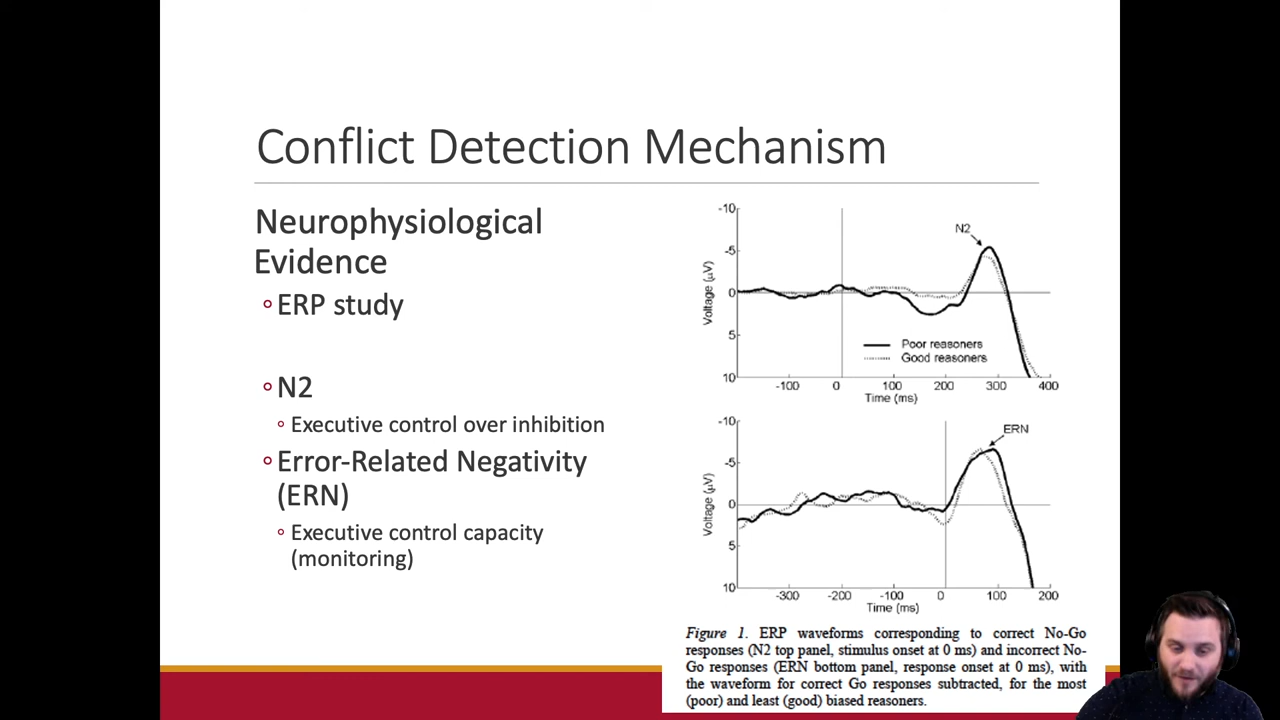 Conflict Detection Mechanism
Neurophysiological
Evidence
ERP study
N2
Executive control over inhibition
Error-Related Negativity
(ERN)
Executive control capacity
(monitoring)
-10
-5
0
5
10
Voltage (μV)
N2
Poor reasoners
Good reasoners
-100 0 100 200 300 400
Time (ms)
-10
-5
0
5
10
Voltage (μV)
ERN
-300 -200 -100 0 100 200
Time (ms)
Figure 1. ERP waveforms corresponding to correct No-Go
responses (N2 top panel, stimulus onset at 0 ms) and incorrect No-
Go responses (ERN bottom panel, response onset at 0 ms), with
the waveform for correct Go responses subtracted, for the most
(poor) and least (good) biased reasoners.